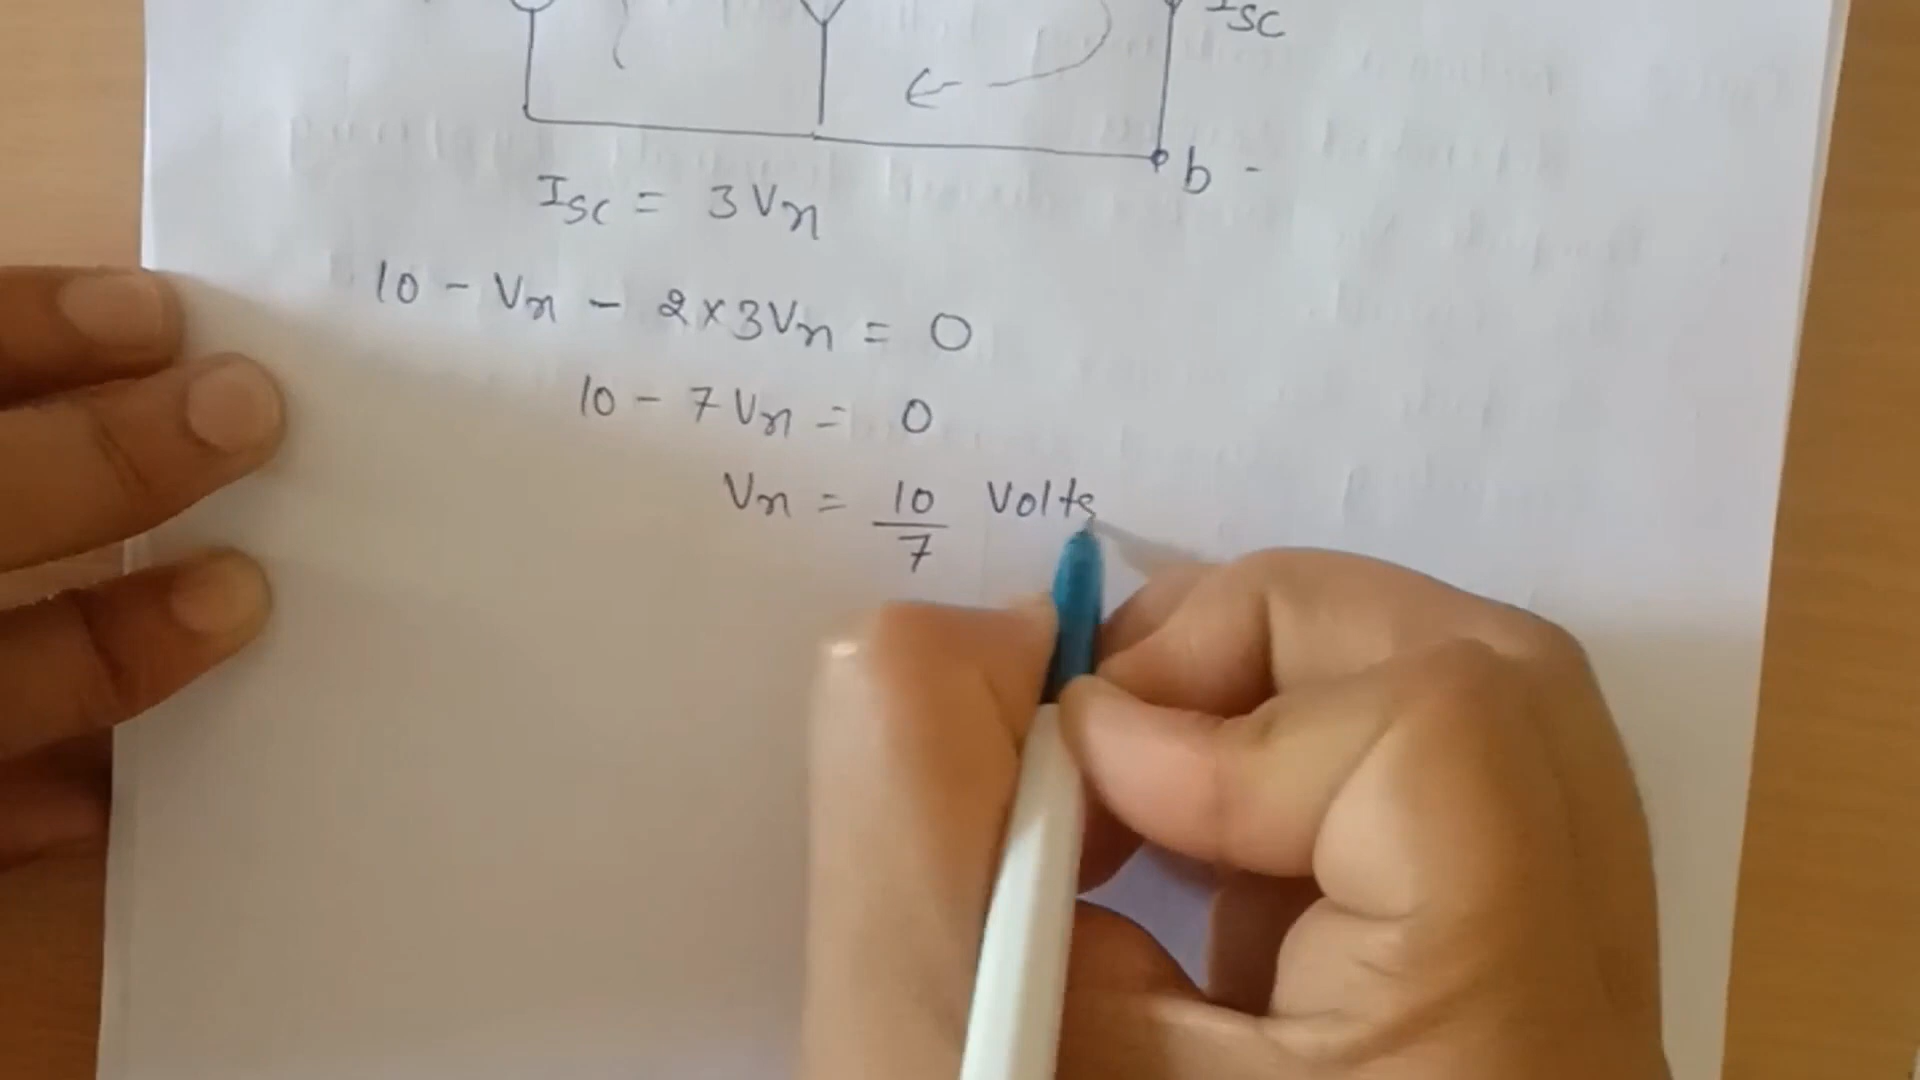 Isc
b -
Isc = 3Vx
10 - Vx - 2×3Vx = 0
10 - 7Vx = 0
Vx = 10/7 Volts